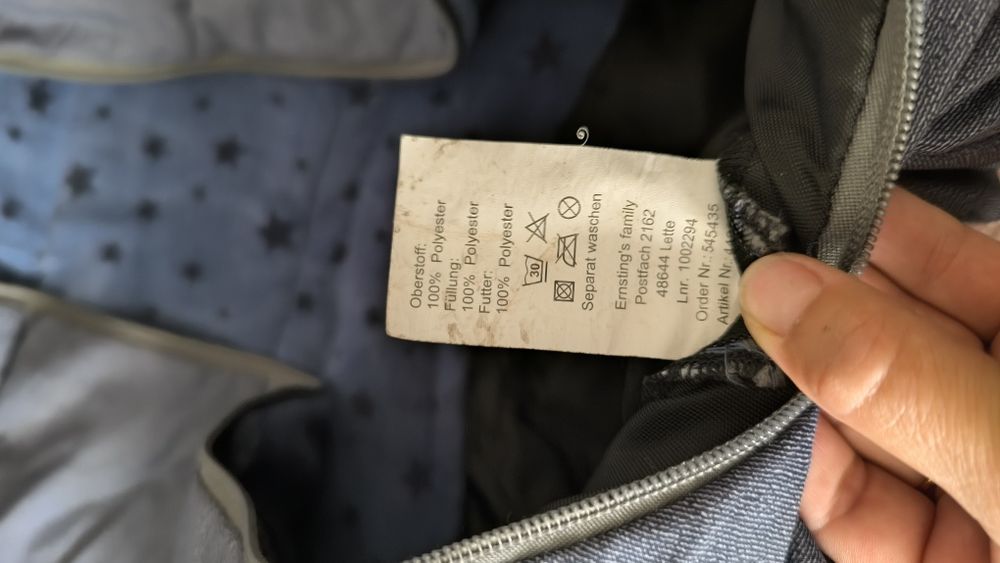 Oberstoff:
100% Polyester
Füllung:
100% Polyester
Futter:
100% Polyester
30
Separat waschen
Ernsting's family
Postfach 2162
48644 Lette
Lnr. 1002294
Order Nr.: 545435
Artikel Nr.: